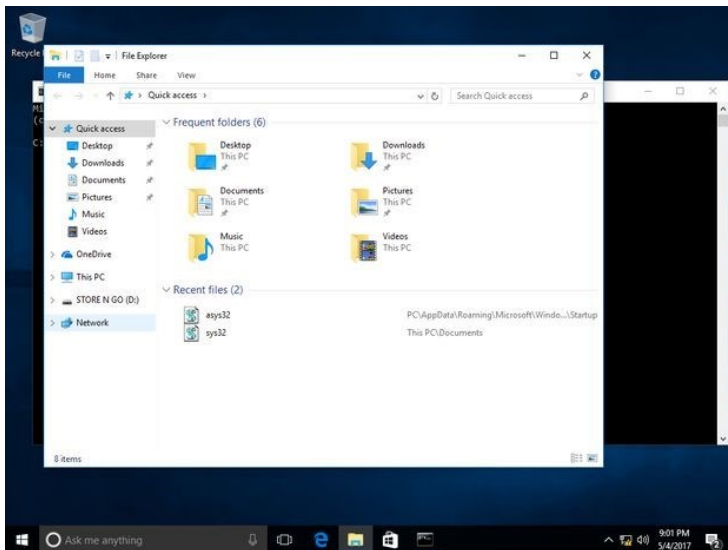 Recycle
File Explorer
File Home Share View
Quick access
Search Quick access
Mi
(c
C:
Quick access
Desktop
Downloads
Documents
Pictures
Music
Videos
OneDrive
This PC
STORE N GO (D:)
Network
Frequent folders (6)
Desktop
This PC
Downloads
This PC
Documents
This PC
Pictures
This PC
Music
This PC
Videos
This PC
Recent files (2)
asys32 PC\AppData\Roaming\Microsoft\Windo...\Startup
sys32 This PC\Documents
8 items
Ask me anything
9:01 PM
5/4/2017
2